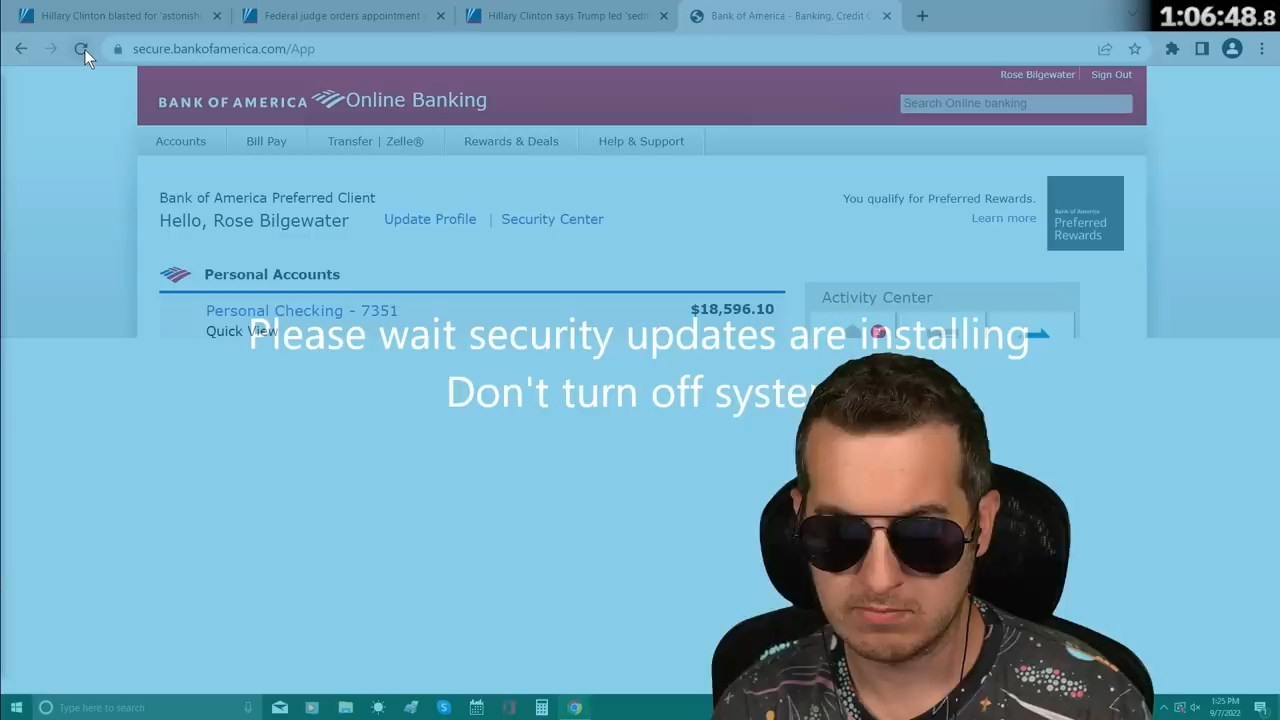 Hillary Clinton blasted for 'astonish
Federal judge orders appointment
Hillary Clinton says Trump led 'sedi
Bank of America - Banking, Credit C
1:06:48.8
secure.bankofamerica.com/App
Rose Bilgewater
Sign Out
BANK OF AMERICA Online Banking
Search Online banking
Accounts
Bill Pay
Transfer | Zelle®
Rewards & Deals
Help & Support
Bank of America Preferred Client
Hello, Rose Bilgewater
Update Profile | Security Center
You qualify for Preferred Rewards.
Learn more
Bank of America
Preferred
Rewards
Personal Accounts
Personal Checking - 7351
$18,596.10
Quick View
Activity Center
Please wait security updates are installing
Don't turn off system
Type here to search
1:25 PM
9/7/2022